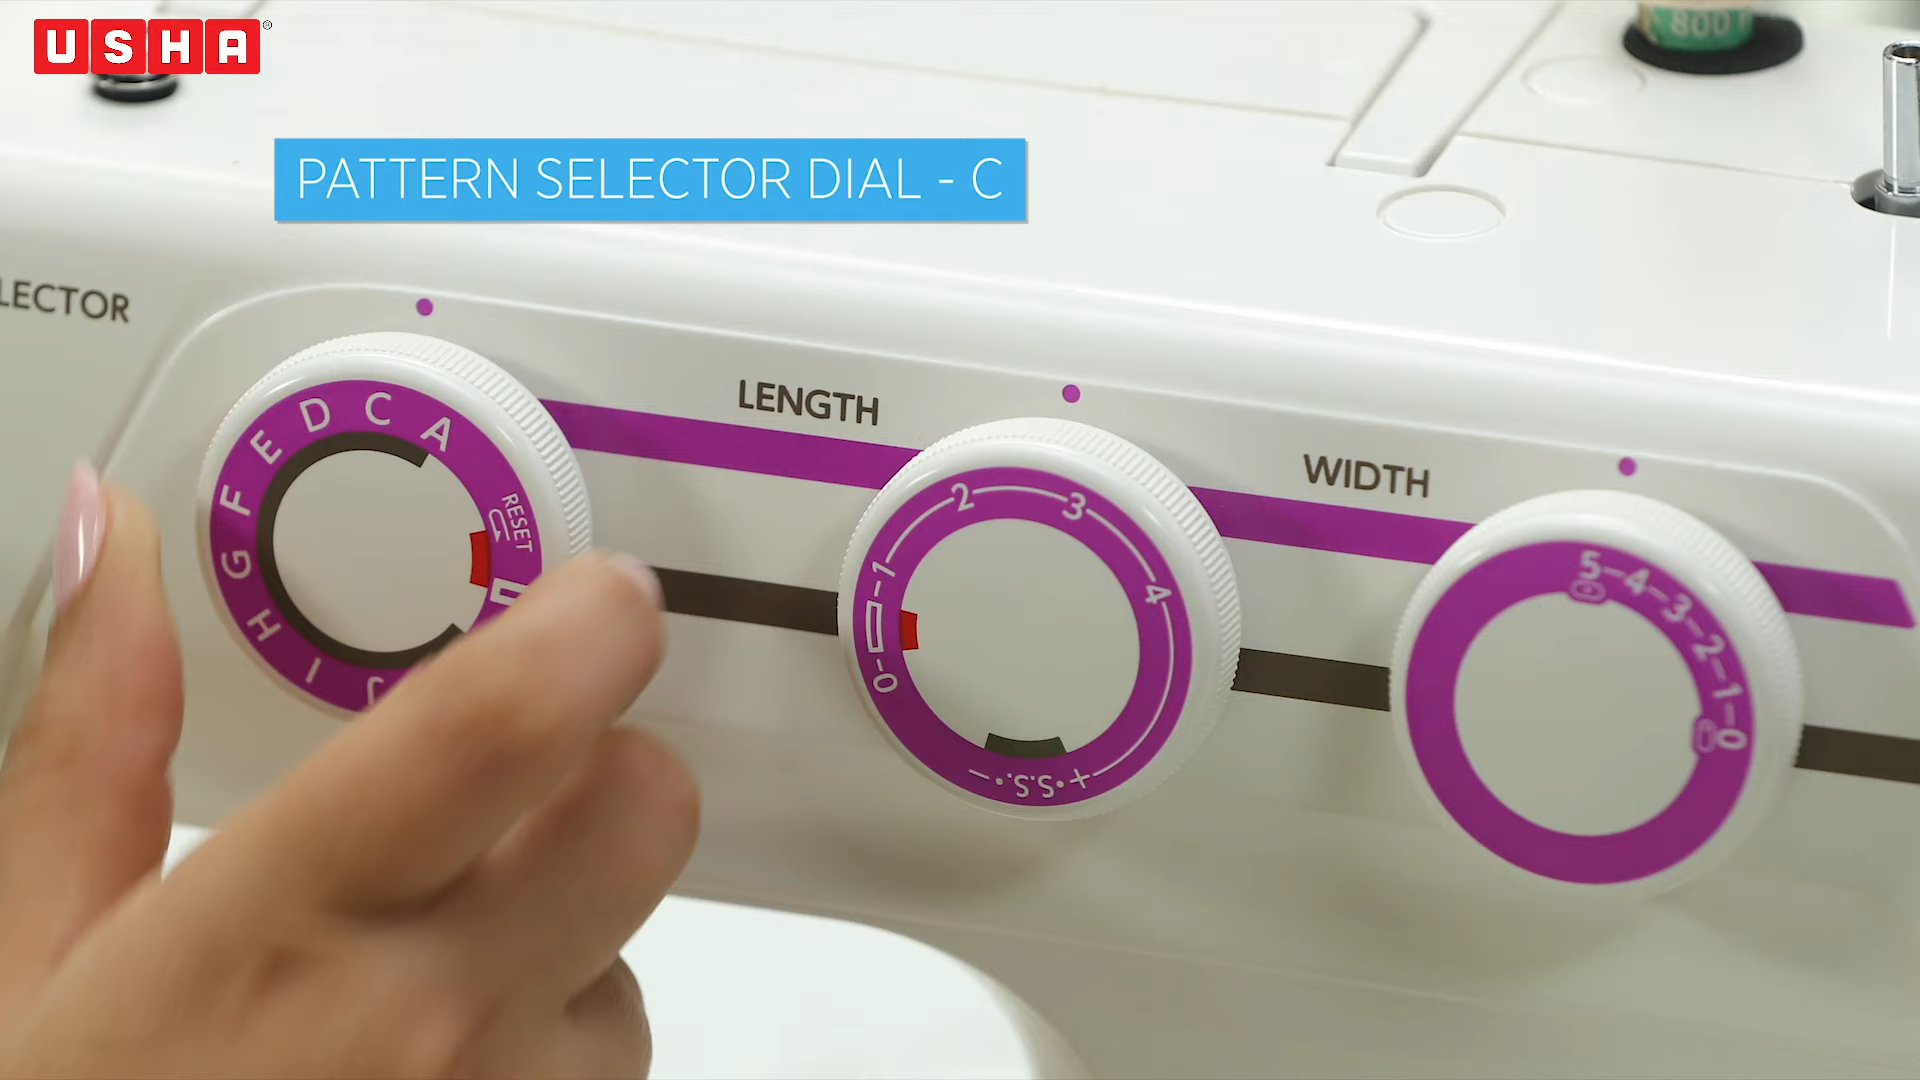 USHA®
800
PATTERN SELECTOR DIAL - C
LECTOR
LENGTH
WIDTH
A C D E F G H I J
RESET
0 1 2 3 4
+•S.S.•−
5-4-3-2-1-0